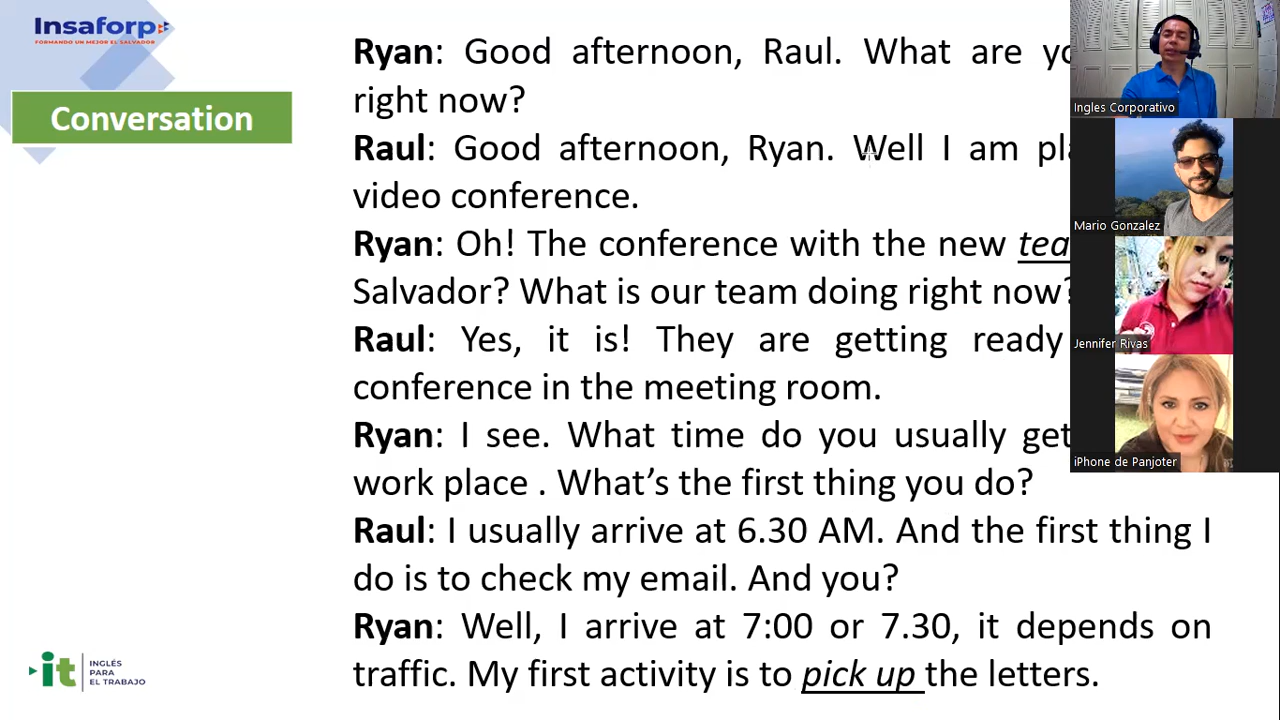 Insaforp
FORMANDO UN MEJOR EL SALVADOR
Conversation
Ryan: Good afternoon, Raul. What are
right now?
Raul: Good afternoon, Ryan. Well I am
video conference.
Ryan: Oh! The conference with the new
Salvador? What is our team doing right now?
Raul: Yes, it is! They are getting ready
conference in the meeting room.
Ryan: I see. What time do you usually get
work place . What's the first thing you do?
Raul: I usually arrive at 6.30 AM. And the first thing I
do is to check my email. And you?
Ryan: Well, I arrive at 7:00 or 7.30, it depends on
traffic. My first activity is to pick up the letters.
Ingles Corporativo
Mario Gonzalez
Jennifer Rivas
iPhone de Panjoter
it
INGLÉS
PARA
EL TRABAJO